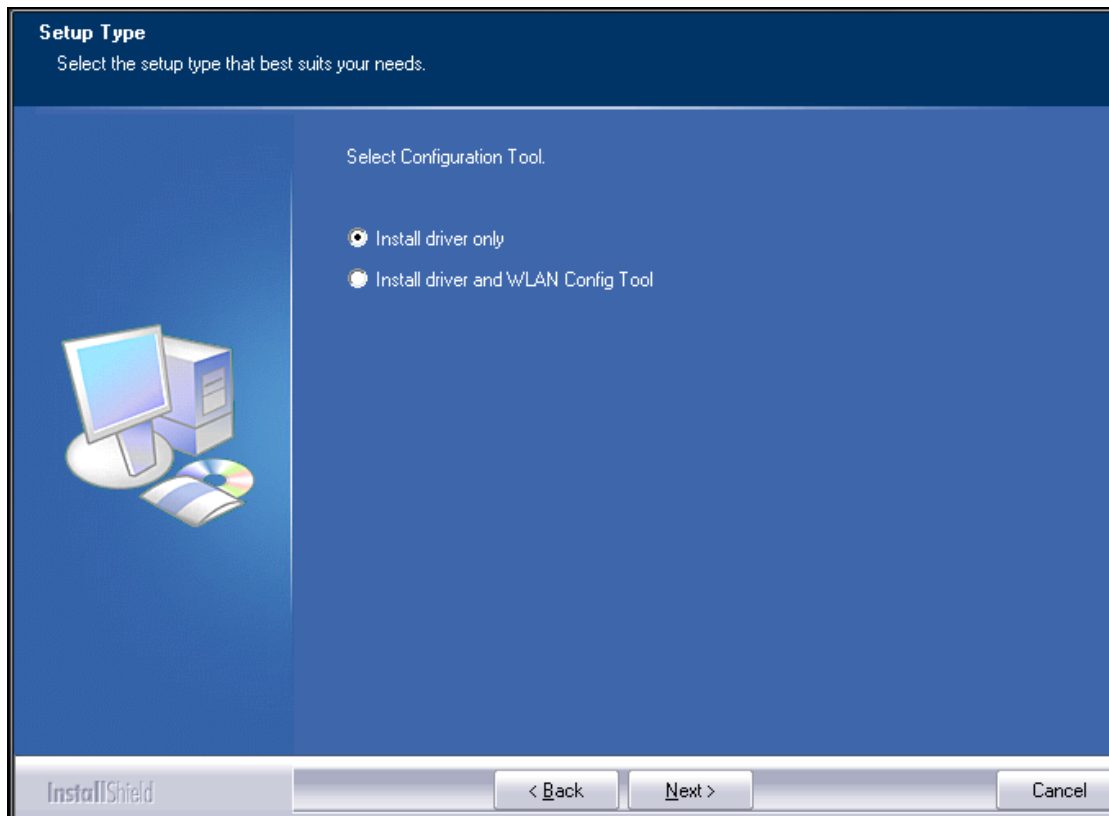 Setup Type
Select the setup type that best suits your needs.
Select Configuration Tool.
Install driver only
Install driver and WLAN Config Tool
InstallShield
< Back
Next >
Cancel